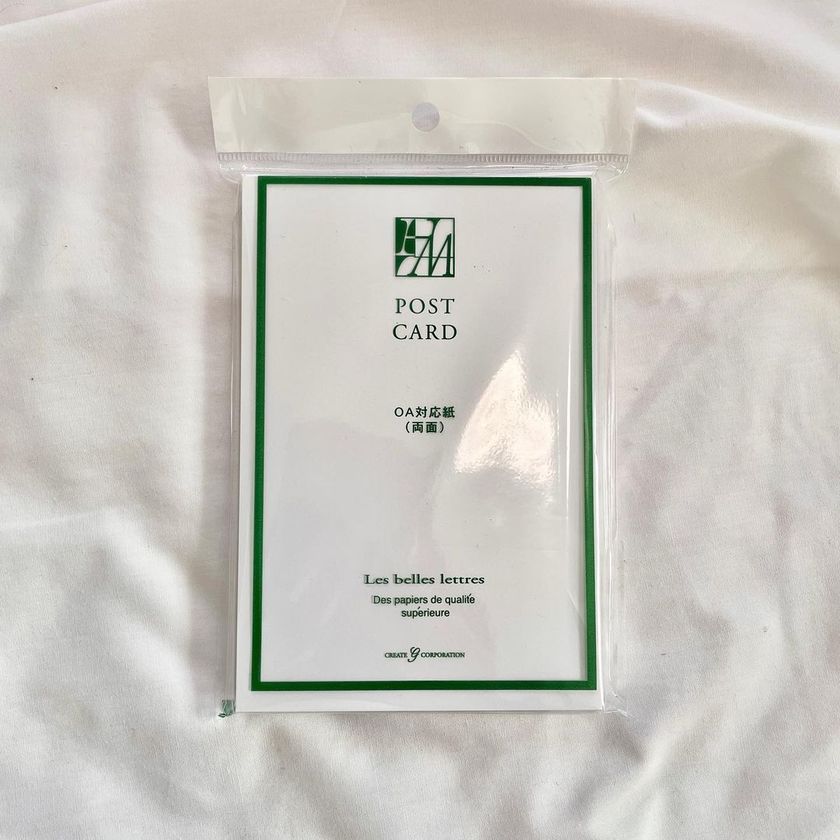 POST
CARD
OA対応紙
（両面）
Les belles lettres
Des papiers de qualité
supérieure
CREATE G CORPORATION